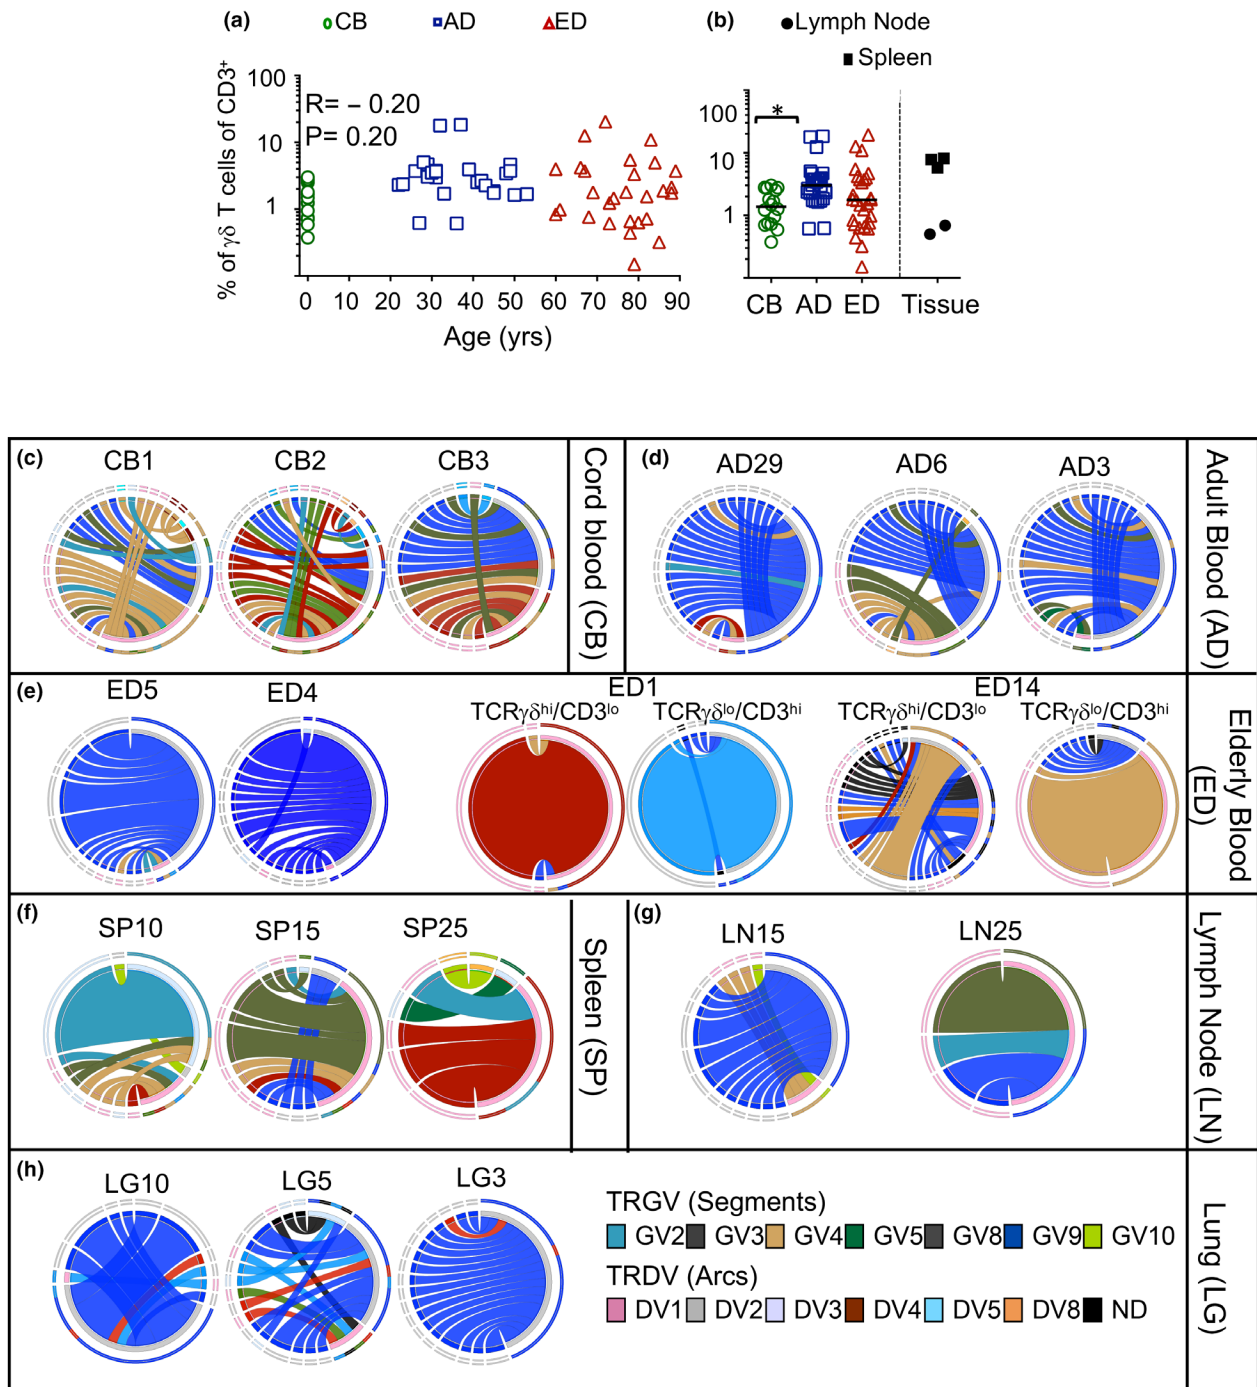 (a) CB AD ED
% of γδ T cells of CD3+
100
10
1
R= – 0.20
P= 0.20
0 10 20 30 40 50 60 70 80 90
Age (yrs)
(b) Lymph Node
Spleen
100
10
1
*
CB AD ED Tissue
(c) CB1 CB2 CB3
Cord blood (CB)
(d) AD29 AD6 AD3
Adult Blood (AD)
(e) ED5 ED4 ED1 ED14
TCRγδhi/CD3lo TCRγδlo/CD3hi TCRγδhi/CD3lo TCRγδlo/CD3hi
Elderly Blood
(ED)
(f) SP10 SP15 SP25
Spleen (SP)
(g) LN15 LN25
Lymph Node (LN)
(h) LG10 LG5 LG3
TRGV (Segments)
GV2 GV3 GV4 GV5 GV8 GV9 GV10
TRDV (Arcs)
DV1 DV2 DV3 DV4 DV5 DV8 ND
Lung (LG)